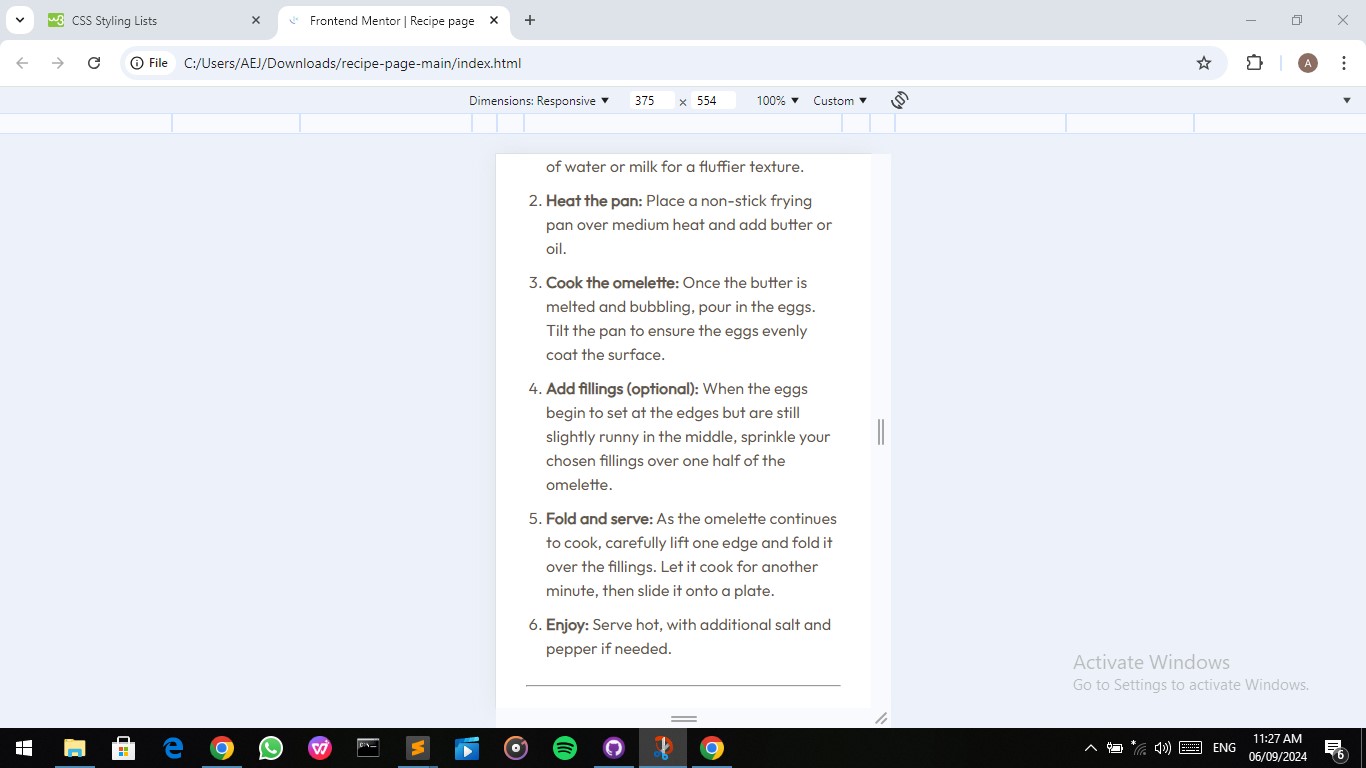 CSS Styling Lists
Frontend Mentor | Recipe page
File
C:/Users/AEJ/Downloads/recipe-page-main/index.html
A
Dimensions: Responsive
375 x 554
100%
Custom
of water or milk for a fluffier texture.
2. Heat the pan: Place a non-stick frying
pan over medium heat and add butter or
oil.
3. Cook the omelette: Once the butter is
melted and bubbling, pour in the eggs.
Tilt the pan to ensure the eggs evenly
coat the surface.
4. Add fillings (optional): When the eggs
begin to set at the edges but are still
slightly runny in the middle, sprinkle your
chosen fillings over one half of the
omelette.
5. Fold and serve: As the omelette continues
to cook, carefully lift one edge and fold it
over the fillings. Let it cook for another
minute, then slide it onto a plate.
6. Enjoy: Serve hot, with additional salt and
pepper if needed.
Activate Windows
Go to Settings to activate Windows.
ENG
11:27 AM
06/09/2024
6